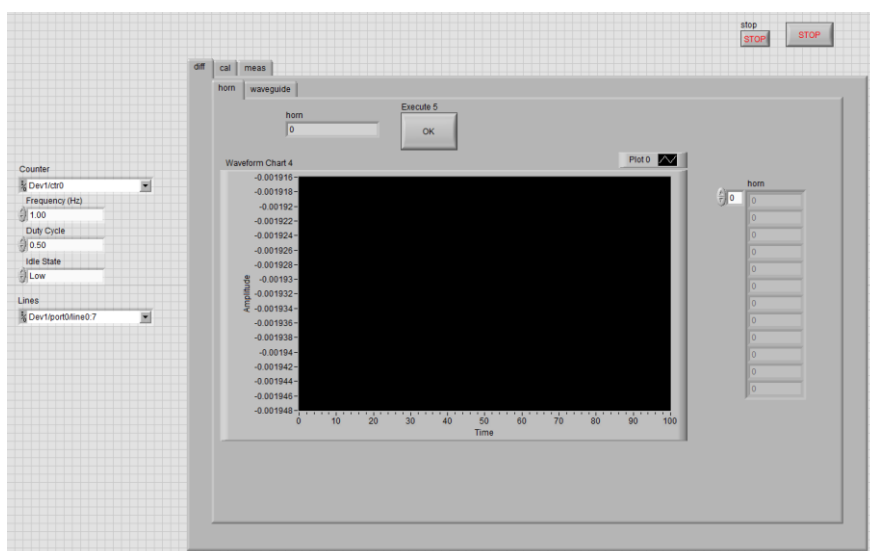 stop
STOP
STOP
diff cal meas
horn waveguide
horn
0
Execute 5
OK
Counter
Dev1/ctr0
Frequency (Hz)
1.00
Duty Cycle
0.50
Idle State
Low
Lines
Dev1/port0/line0:7
Waveform Chart 4
Plot 0
Amplitude
-0.001916
-0.001918
-0.00192
-0.001922
-0.001924
-0.001926
-0.001928
-0.00193
-0.001932
-0.001934
-0.001936
-0.001938
-0.00194
-0.001942
-0.001944
-0.001946
-0.001948
0 10 20 30 40 50 60 70 80 90 100
Time
horn
0
0
0
0
0
0
0
0
0
0
0
0
0